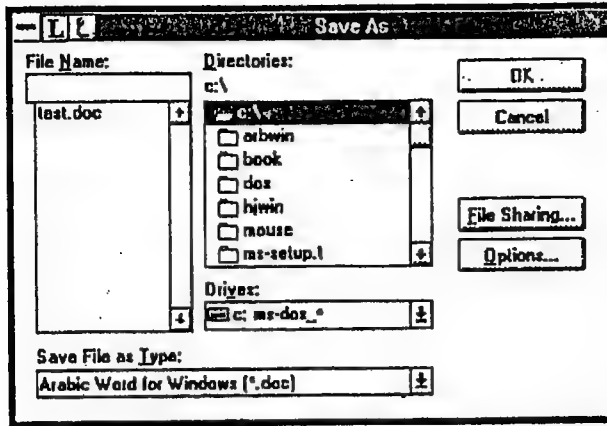 Save As
File Name:
test.doc
Directories:
c:\
c:\
arbwin
book
dos
hiwin
mouse
ms-setup.t
Drives:
c: ms-dos_*
Save File as Type:
Arabic Word for Windows (*.doc)
OK
Cancel
File Sharing...
Options...